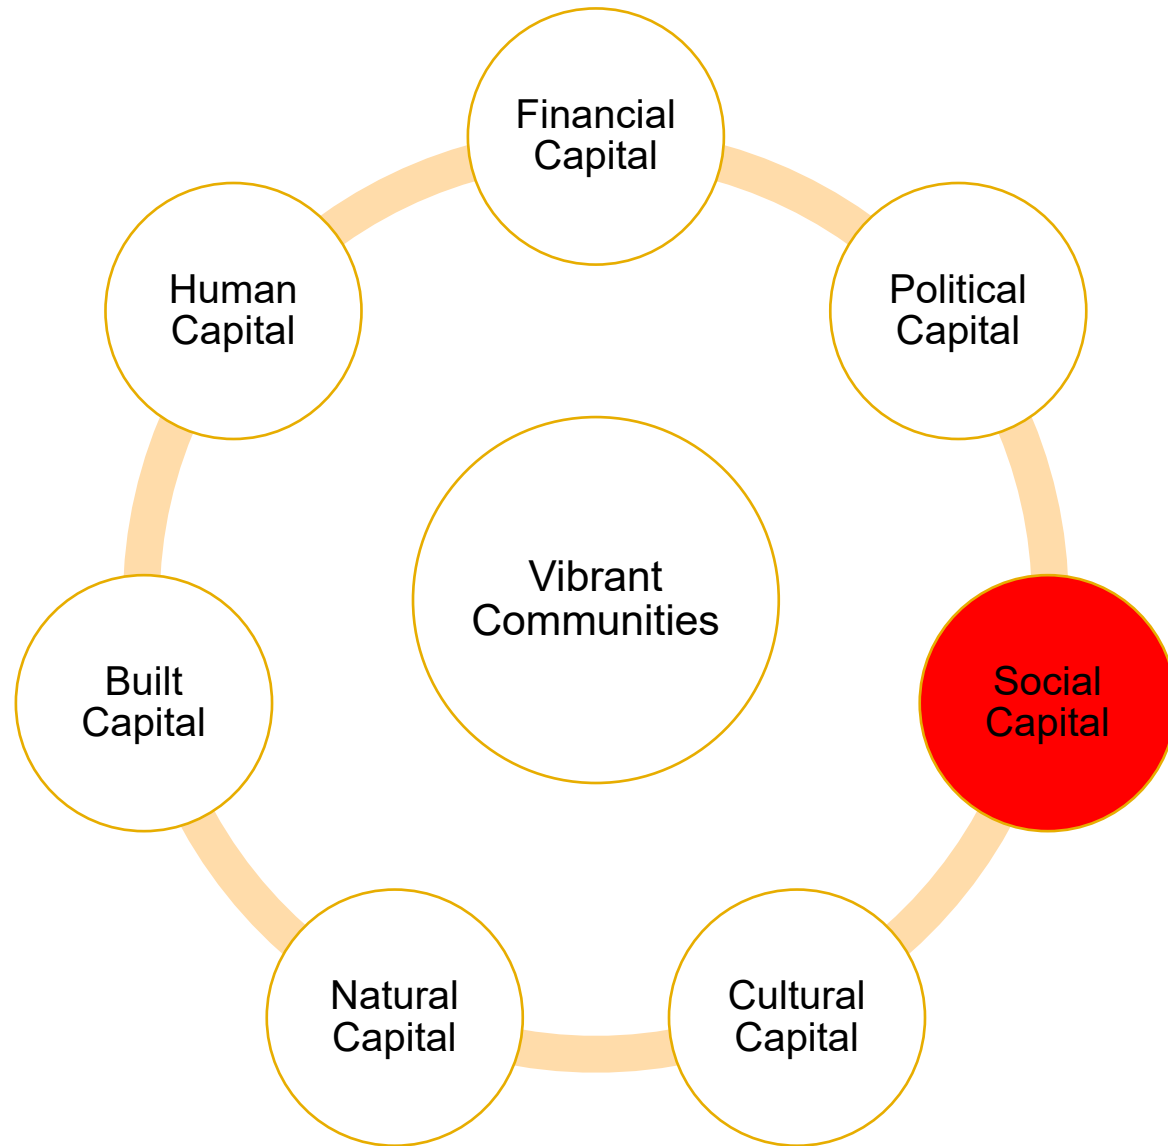 Financial
Capital
Human
Capital
Political
Capital
Vibrant
Communities
Built
Capital
Social
Capital
Natural
Capital
Cultural
Capital